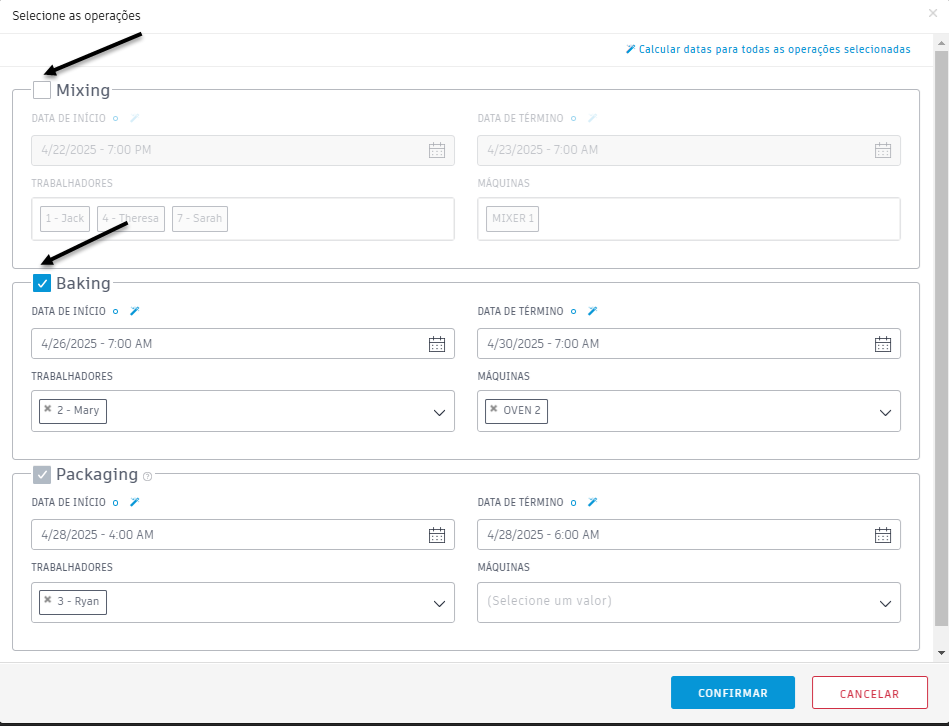 Selecione as operações
Calcular datas para todas as operações selecionadas
Mixing
DATA DE INÍCIO DATA DE TÉRMINO
4/22/2025 - 7:00 PM 4/23/2025 - 7:00 AM
TRABALHADORES MÁQUINAS
1 - Jack 4 - Theresa 7 - Sarah MIXER 1
Baking
DATA DE INÍCIO DATA DE TÉRMINO
4/26/2025 - 7:00 AM 4/30/2025 - 7:00 AM
TRABALHADORES MÁQUINAS
2 - Mary OVEN 2
Packaging
DATA DE INÍCIO DATA DE TÉRMINO
4/28/2025 - 4:00 AM 4/28/2025 - 6:00 AM
TRABALHADORES MÁQUINAS
3 - Ryan (Selecione um valor)
CONFIRMAR CANCELAR